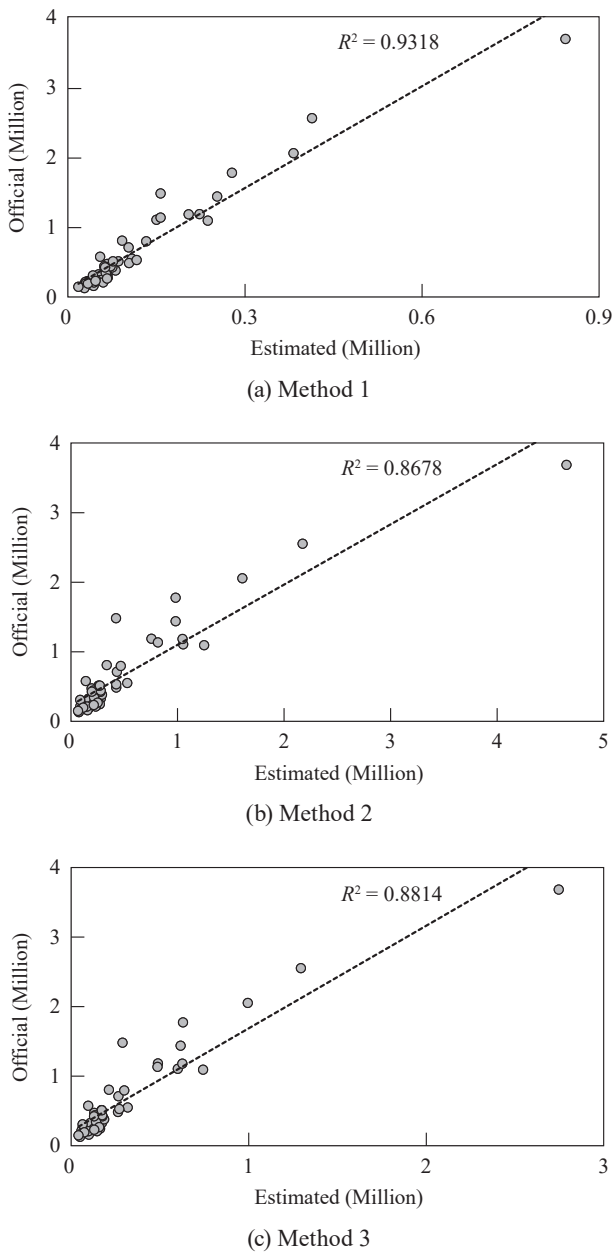 4
R² = 0.9318
3
Official (Million)
2
1
0
0 0.3 0.6 0.9
Estimated (Million)
(a) Method 1
4
R² = 0.8678
3
Official (Million)
2
1
0
0 1 2 3 4 5
Estimated (Million)
(b) Method 2
4
R² = 0.8814
3
Official (Million)
2
1
0
0 1 2 3
Estimated (Million)
(c) Method 3